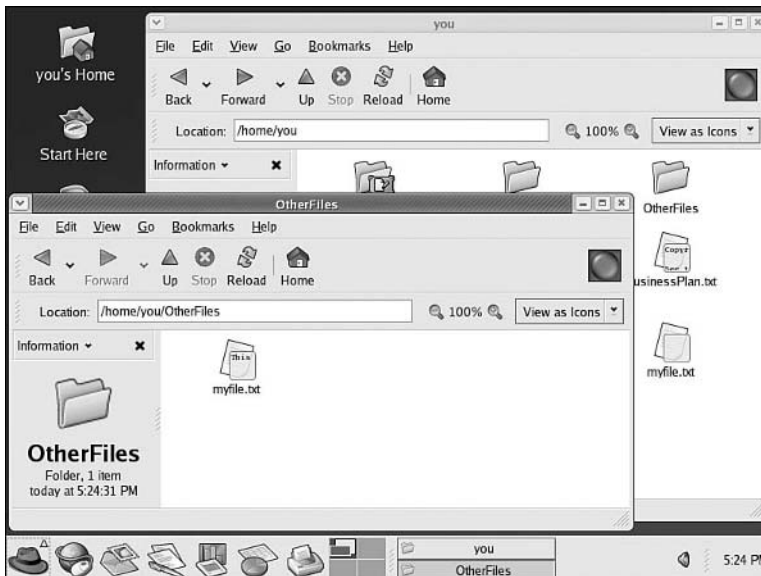 you
File Edit View Go Bookmarks Help
Back Forward Up Stop Reload Home
Location: /home/you 100% View as Icons
Information
you's Home
Start Here
OtherFiles
usinessPlan.txt
myfile.txt
OtherFiles
File Edit View Go Bookmarks Help
Back Forward Up Stop Reload Home
Location: /home/you/OtherFiles 100% View as Icons
Information
This
myfile.txt
OtherFiles
Folder, 1 item
today at 5:24:31 PM
you
OtherFiles
5:24 PM